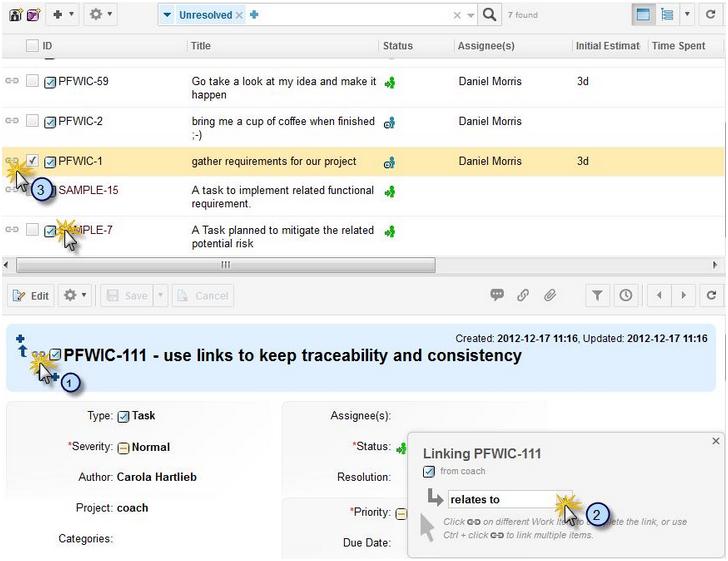 Unresolved
7 found
ID Title Status Assignee(s) Initial Estimat Time Spent
PFWIC-59 Go take a look at my idea and make it Daniel Morris 3d
happen
PFWIC-2 bring me a cup of coffee when finished Daniel Morris
;-)
PFWIC-1 gather requirements for our project Daniel Morris 3d
3
SAMPLE-15 A task to implement related functional
requirement.
MPLE-7 A Task planned to mitigate the related
potential risk
Edit Save Cancel
Created: 2012-12-17 11:16, Updated: 2012-12-17 11:16
PFWIC-111 - use links to keep traceability and consistency
1
Type: Task Assignee(s):
*Severity: Normal *Status:
Author: Carola Hartlieb Resolution:
Project: coach *Priority:
Categories: Due Date:
Linking PFWIC-111
from coach
relates to
2
Click on different Work to complete the link, or use
Ctrl + click to link multiple items.